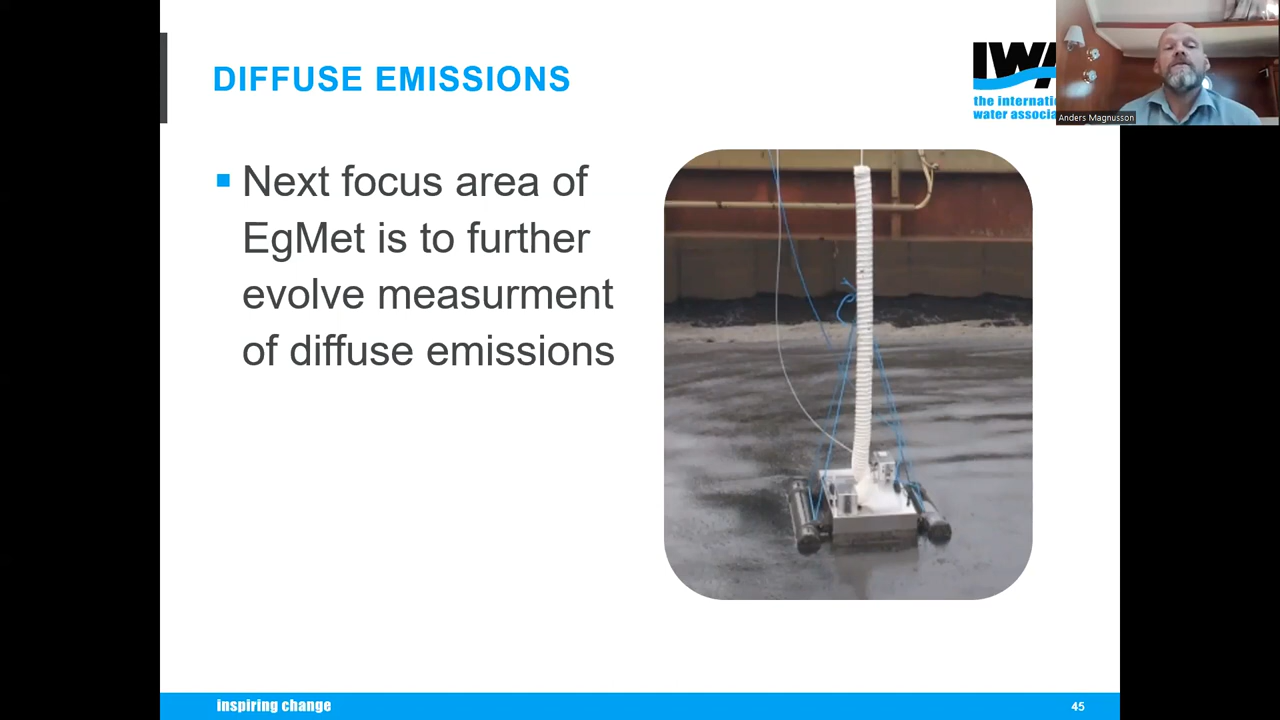 DIFFUSE EMISSIONS
IWA
the internati
water associa
Anders Magnusson
Next focus area of
EgMet is to further
evolve measurment
of diffuse emissions
inspiring change
45